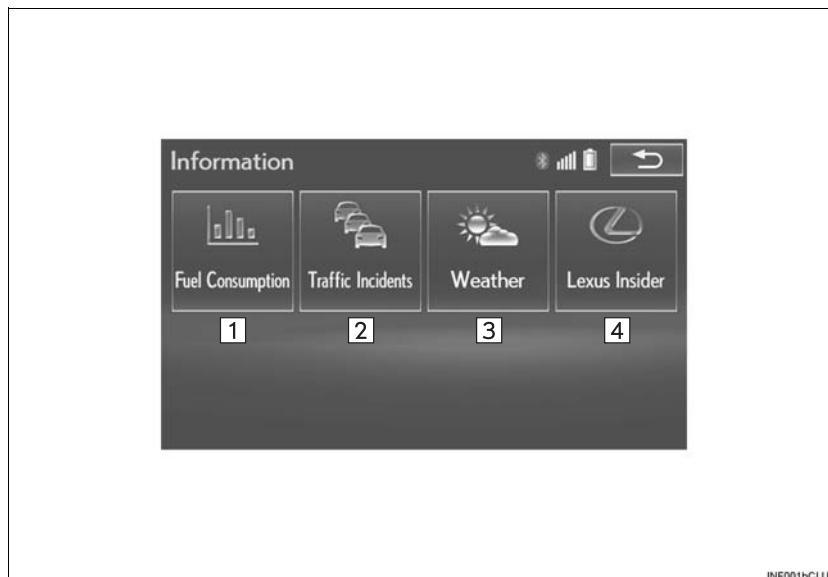 Information
Fuel Consumption
Traffic Incidents
Weather
Lexus Insider
1
2
3
4